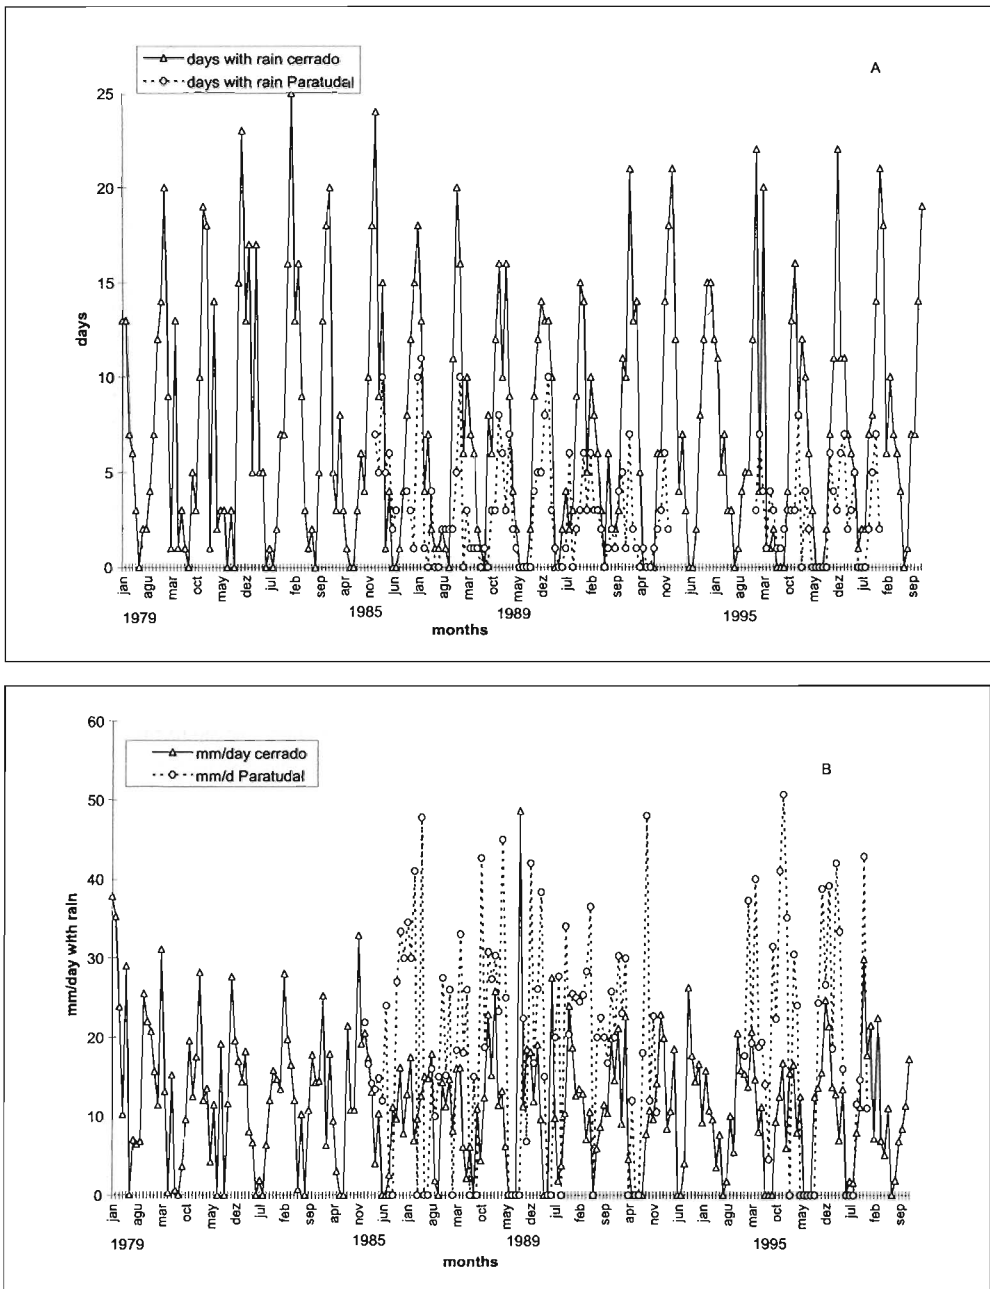 days with rain cerrado
days with rain Paratudal
A
25
20
15
10
5
0
days
jan agu mar oct may dez jul feb sep apr nov jun jan agu mar oct may dez jul feb sep apr nov jun jan agu mar oct may dez jul feb sep
1979 1985 1989 1995
months
60
50
40
30
20
10
0
mm/day cerrado
mm/d Paratudal
B
mm/day with rain
jan agu mar oct may dez jul feb sep apr nov jun jan agu mar oct may dez jul feb sep apr nov jun jan agu mar oct may dez jul feb sep
1979 1985 1989 1995
months